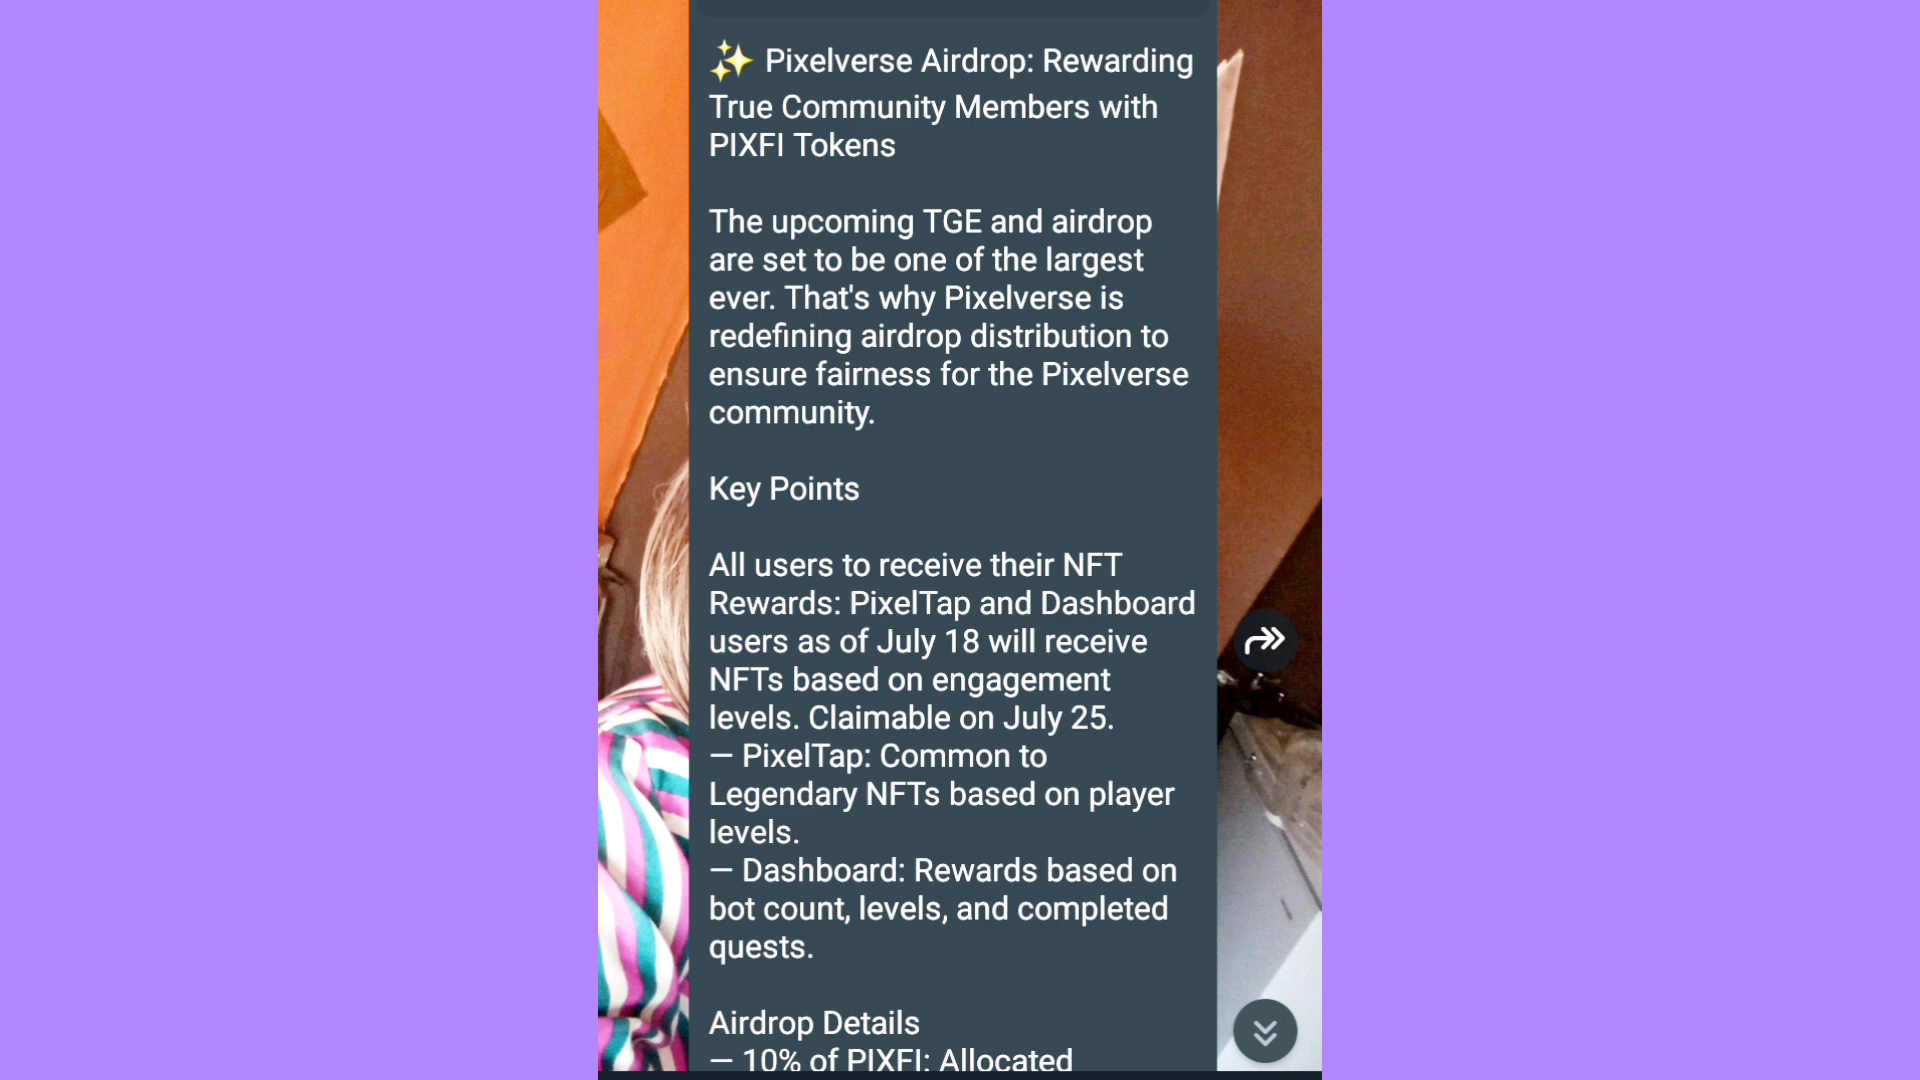 ✨ Pixelverse Airdrop: Rewarding
True Community Members with
PIXFI Tokens
The upcoming TGE and airdrop
are set to be one of the largest
ever. That's why Pixelverse is
redefining airdrop distribution to
ensure fairness for the Pixelverse
community.
Key Points
All users to receive their NFT
Rewards: PixelTap and Dashboard
users as of July 18 will receive
NFTs based on engagement
levels. Claimable on July 25.
— PixelTap: Common to
Legendary NFTs based on player
levels.
— Dashboard: Rewards based on
bot count, levels, and completed
quests.
Airdrop Details
— 10% of PIXFI: Allocated